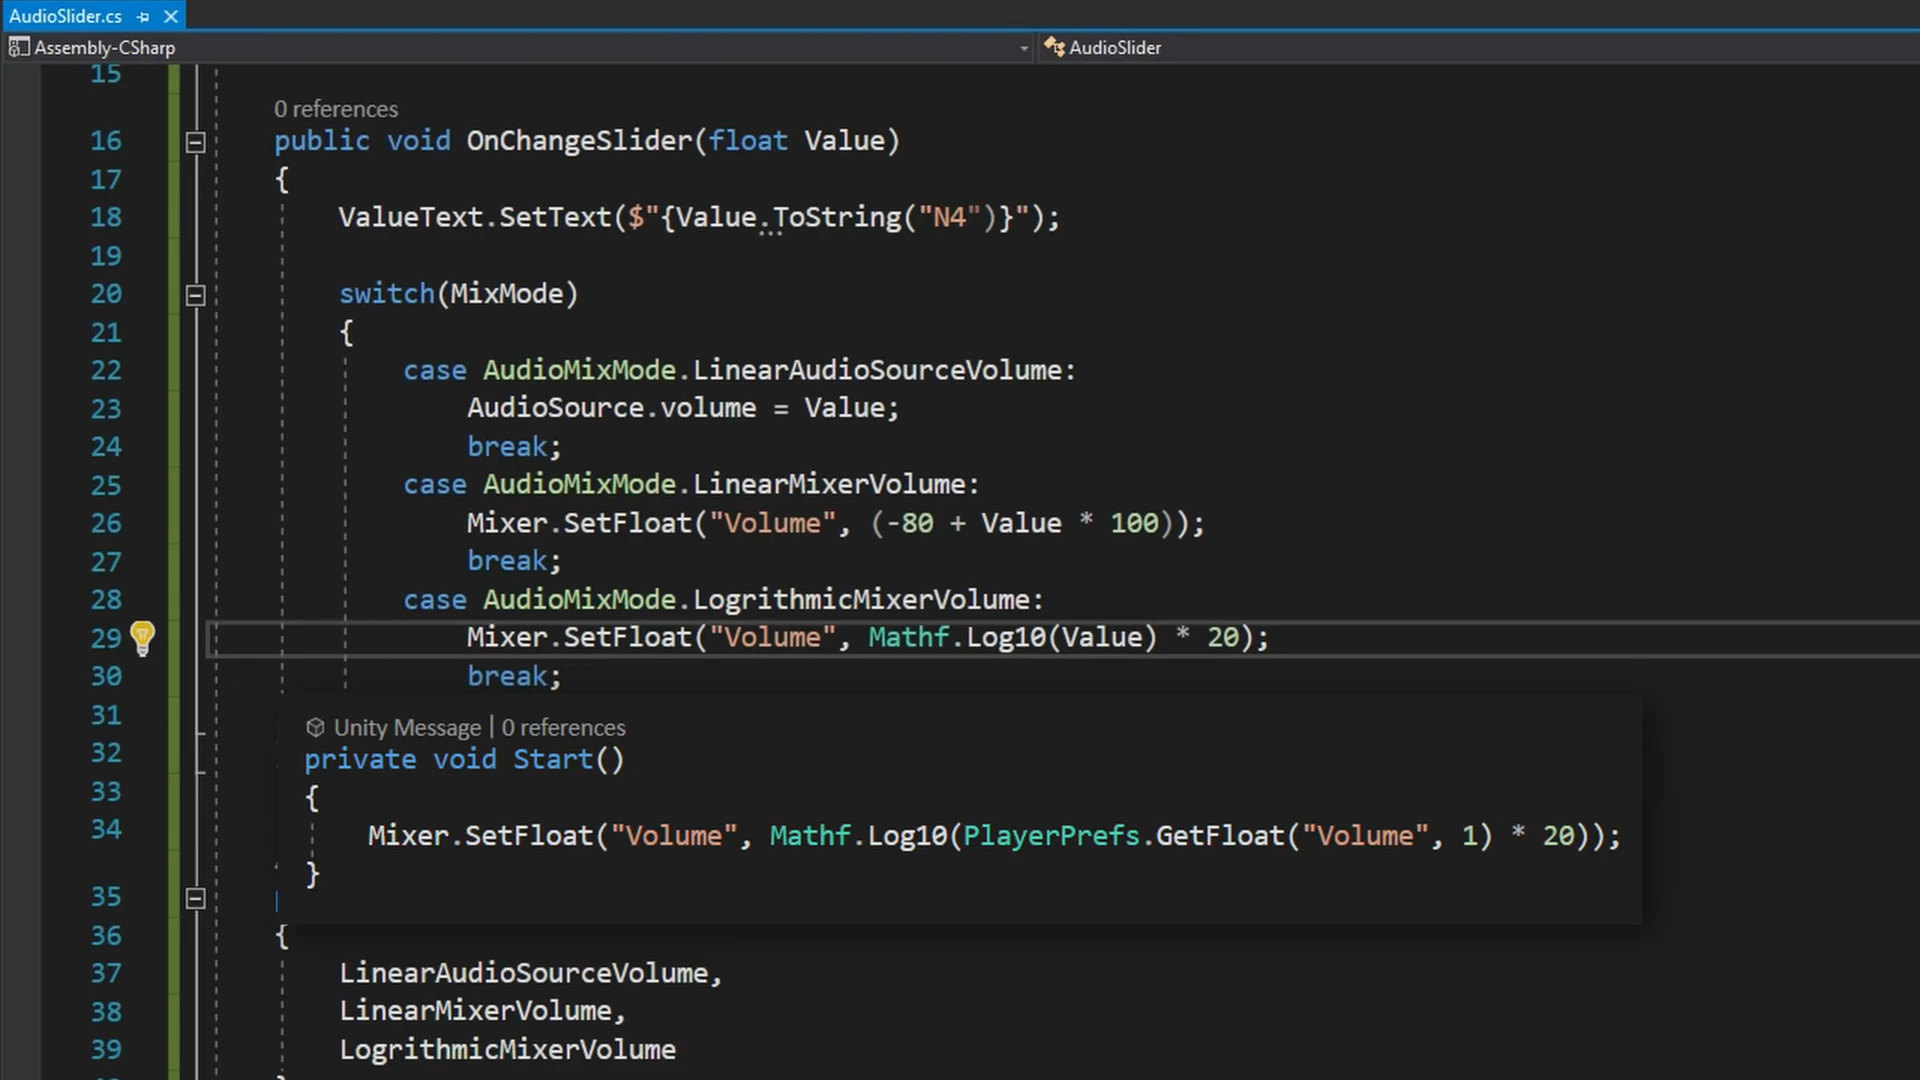 AudioSlider.cs
Assembly-CSharp
AudioSlider
15
0 references
16 public void OnChangeSlider(float Value)
17 {
18 ValueText.SetText($"{Value.ToString("N4")}");
19
20 switch(MixMode)
21 {
22 case AudioMixMode.LinearAudioSourceVolume:
23 AudioSource.volume = Value;
24 break;
25 case AudioMixMode.LinearMixerVolume:
26 Mixer.SetFloat("Volume", (-80 + Value * 100));
27 break;
28 case AudioMixMode.LogrithmicMixerVolume:
29 Mixer.SetFloat("Volume", Mathf.Log10(Value) * 20);
30 break;
31
Unity Message | 0 references
32 private void Start()
33 {
34 Mixer.SetFloat("Volume", Mathf.Log10(PlayerPrefs.GetFloat("Volume", 1) * 20));
}
35
36 {
37 LinearAudioSourceVolume,
38 LinearMixerVolume,
39 LogrithmicMixerVolume